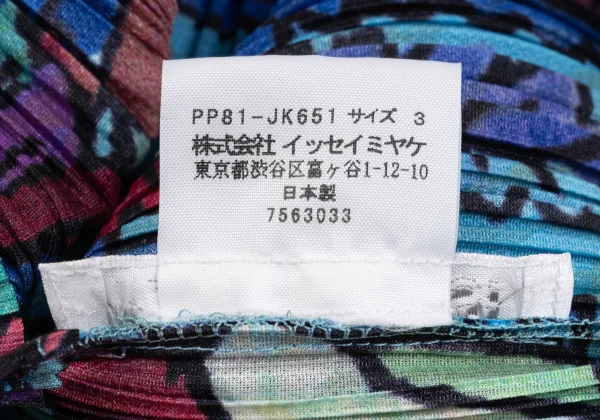 PP81-JK651 サイズ 3
株式会社 イッセイミヤケ
東京都渋谷区富ヶ谷1-12-10
日本製
7563033